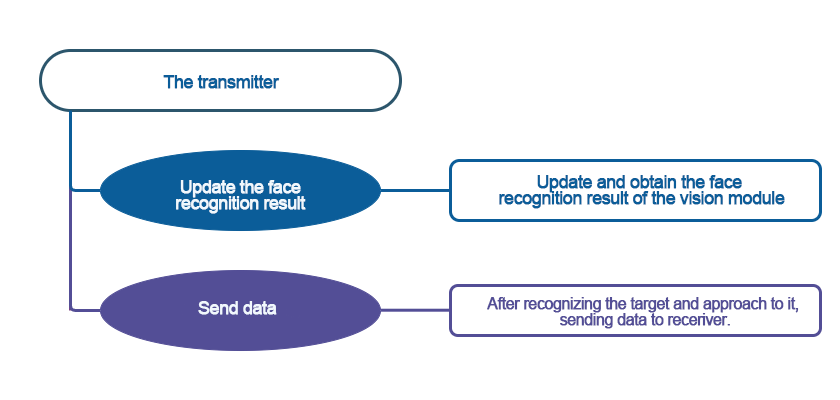 The transmitter
Update the face
recognition result
Update and obtain the face
recognition result of the vision module
Send data
After recognizing the target and approach to it,
sending data to receriver.